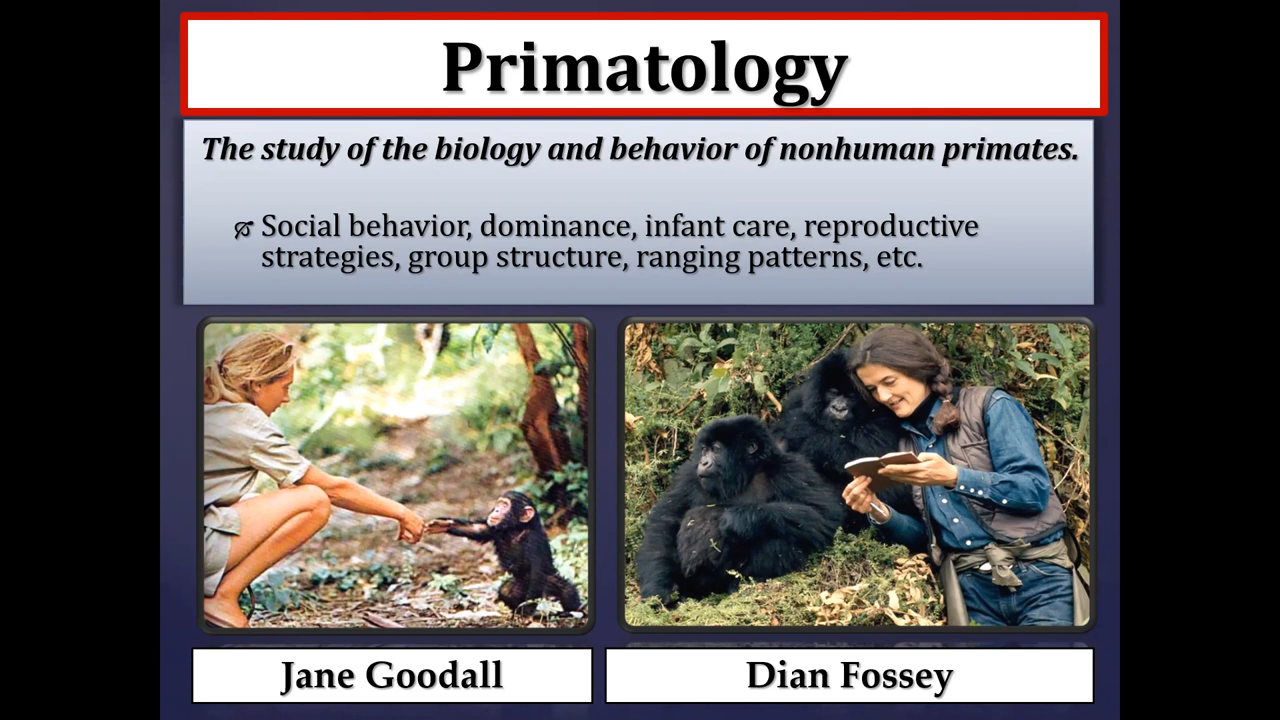 Primatology
The study of the biology and behavior of nonhuman primates.
Social behavior, dominance, infant care, reproductive
strategies, group structure, ranging patterns, etc.
Jane Goodall
Dian Fossey